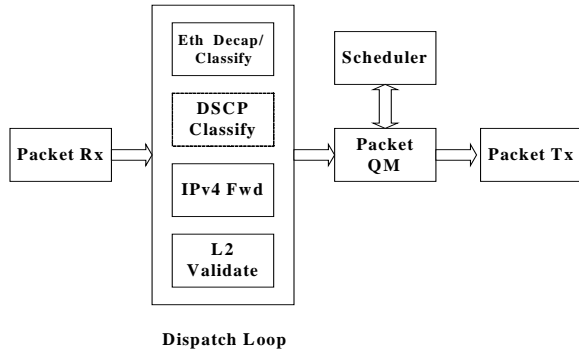 Eth Decap/
Classify
Scheduler
DSCP
Classify
Packet Rx
Packet
QM
Packet Tx
IPv4 Fwd
L2
Validate
Dispatch Loop